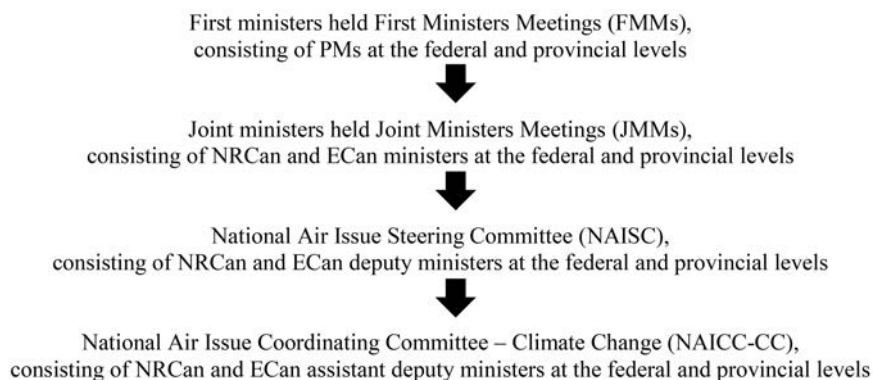 First ministers held First Ministers Meetings (FMMs),
consisting of PMs at the federal and provincial levels
Joint ministers held Joint Ministers Meetings (JMMs),
consisting of NRCan and ECan ministers at the federal and provincial levels
National Air Issue Steering Committee (NAISC),
consisting of NRCan and ECan deputy ministers at the federal and provincial levels
National Air Issue Coordinating Committee – Climate Change (NAICC-CC),
consisting of NRCan and ECan assistant deputy ministers at the federal and provincial levels